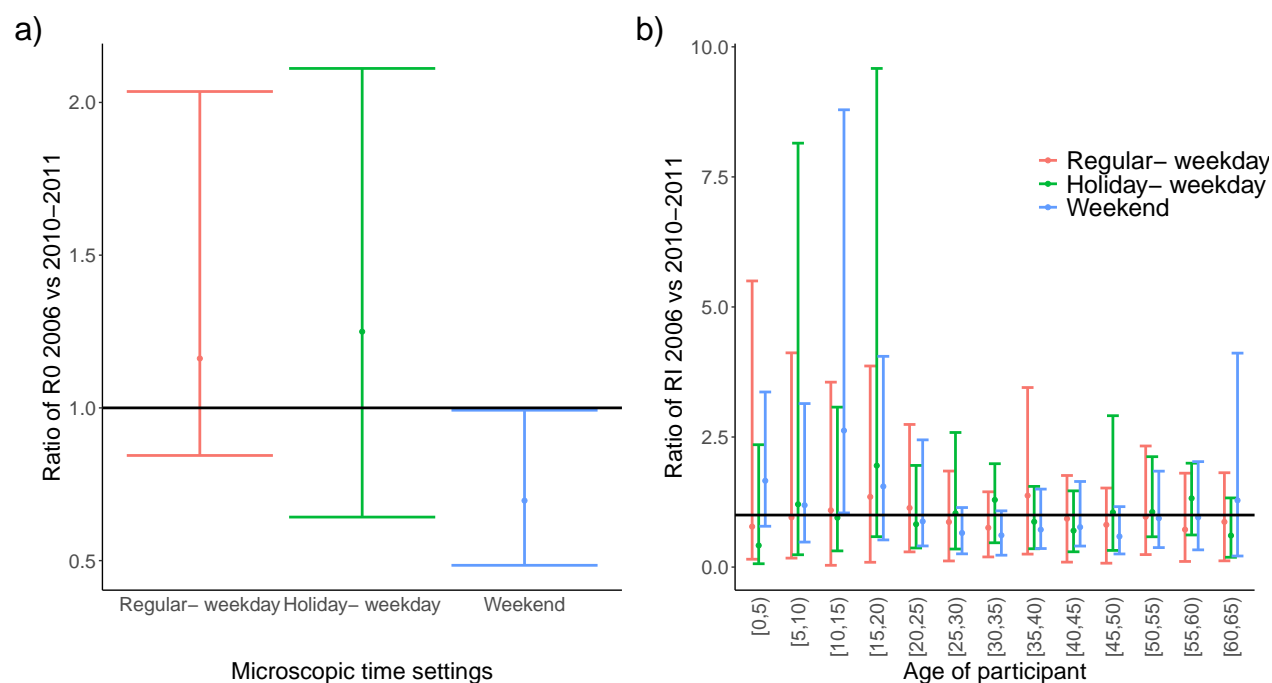 a)
Ratio of R0 2006 vs 2010−2011
2.0
1.5
1.0
0.5
Regular− weekday
Holiday− weekday
Weekend
Microscopic time settings
b)
Ratio of RI 2006 vs 2010−2011
10.0
7.5
5.0
2.5
0.0
Regular− weekday
Holiday− weekday
Weekend
[0,5)
[5,10)
[10,15)
[15,20)
[20,25)
[25,30)
[30,35)
[35,40)
[40,45)
[45,50)
[50,55)
[55,60)
[60,65)
Age of participant